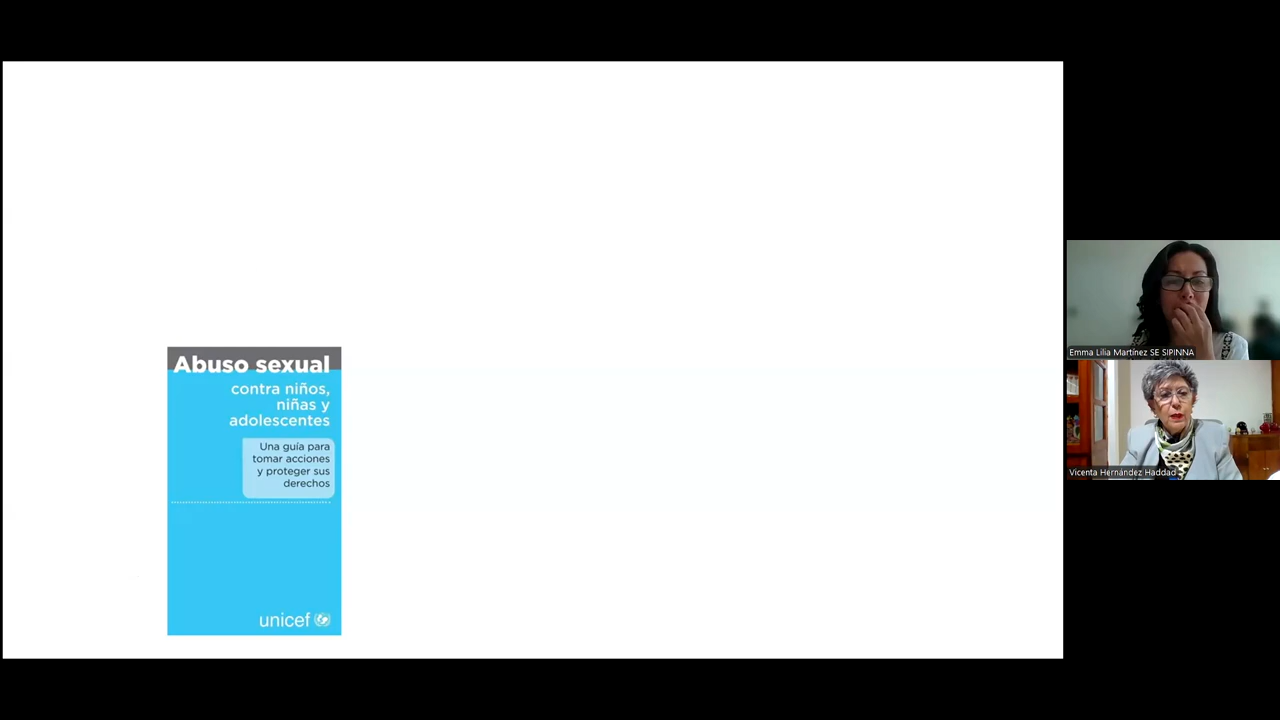 Abuso sexual
contra niños,
niñas y
adolescentes
Una guía para
tomar acciones
y proteger sus
derechos
unicef
Emma Lilia Martínez SE SIPINNA
Vicenta Hernández Haddad